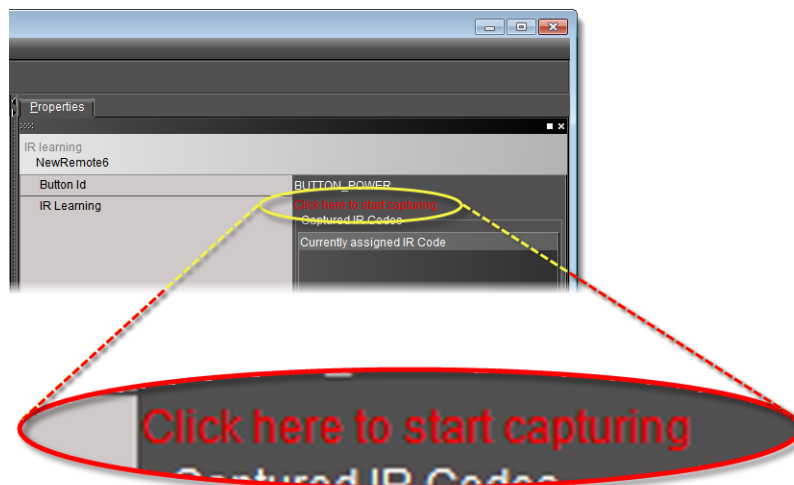 Properties
IR learning
NewRemote6
Button Id
BUTTON_POWER
IR Learning
Click here to start capturing
Captured IR Codes
Currently assigned IR Code
Click here to start capturing
Captured IR Codes